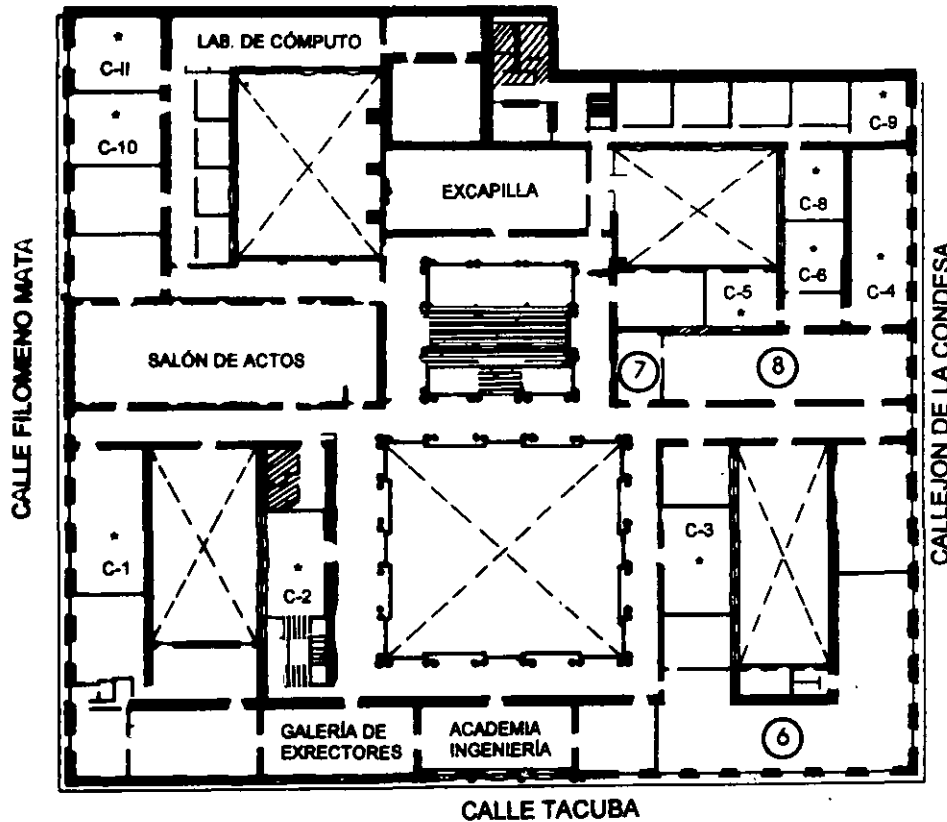 LAB. DE CÓMPUTO
*
C-11
*
C-10
*
C-9
EXCAPILLA
*
C-8
*
C-6
*
C-4
C-5
*
SALÓN DE ACTOS
7
8
CALLE FILOMENO MATA
CALLEJON DE LA CONDESA
*
C-1
*
C-2
C-3
*
GALERÍA DE
EXRECTORES
ACADEMIA
INGENIERÍA
6
CALLE TACUBA